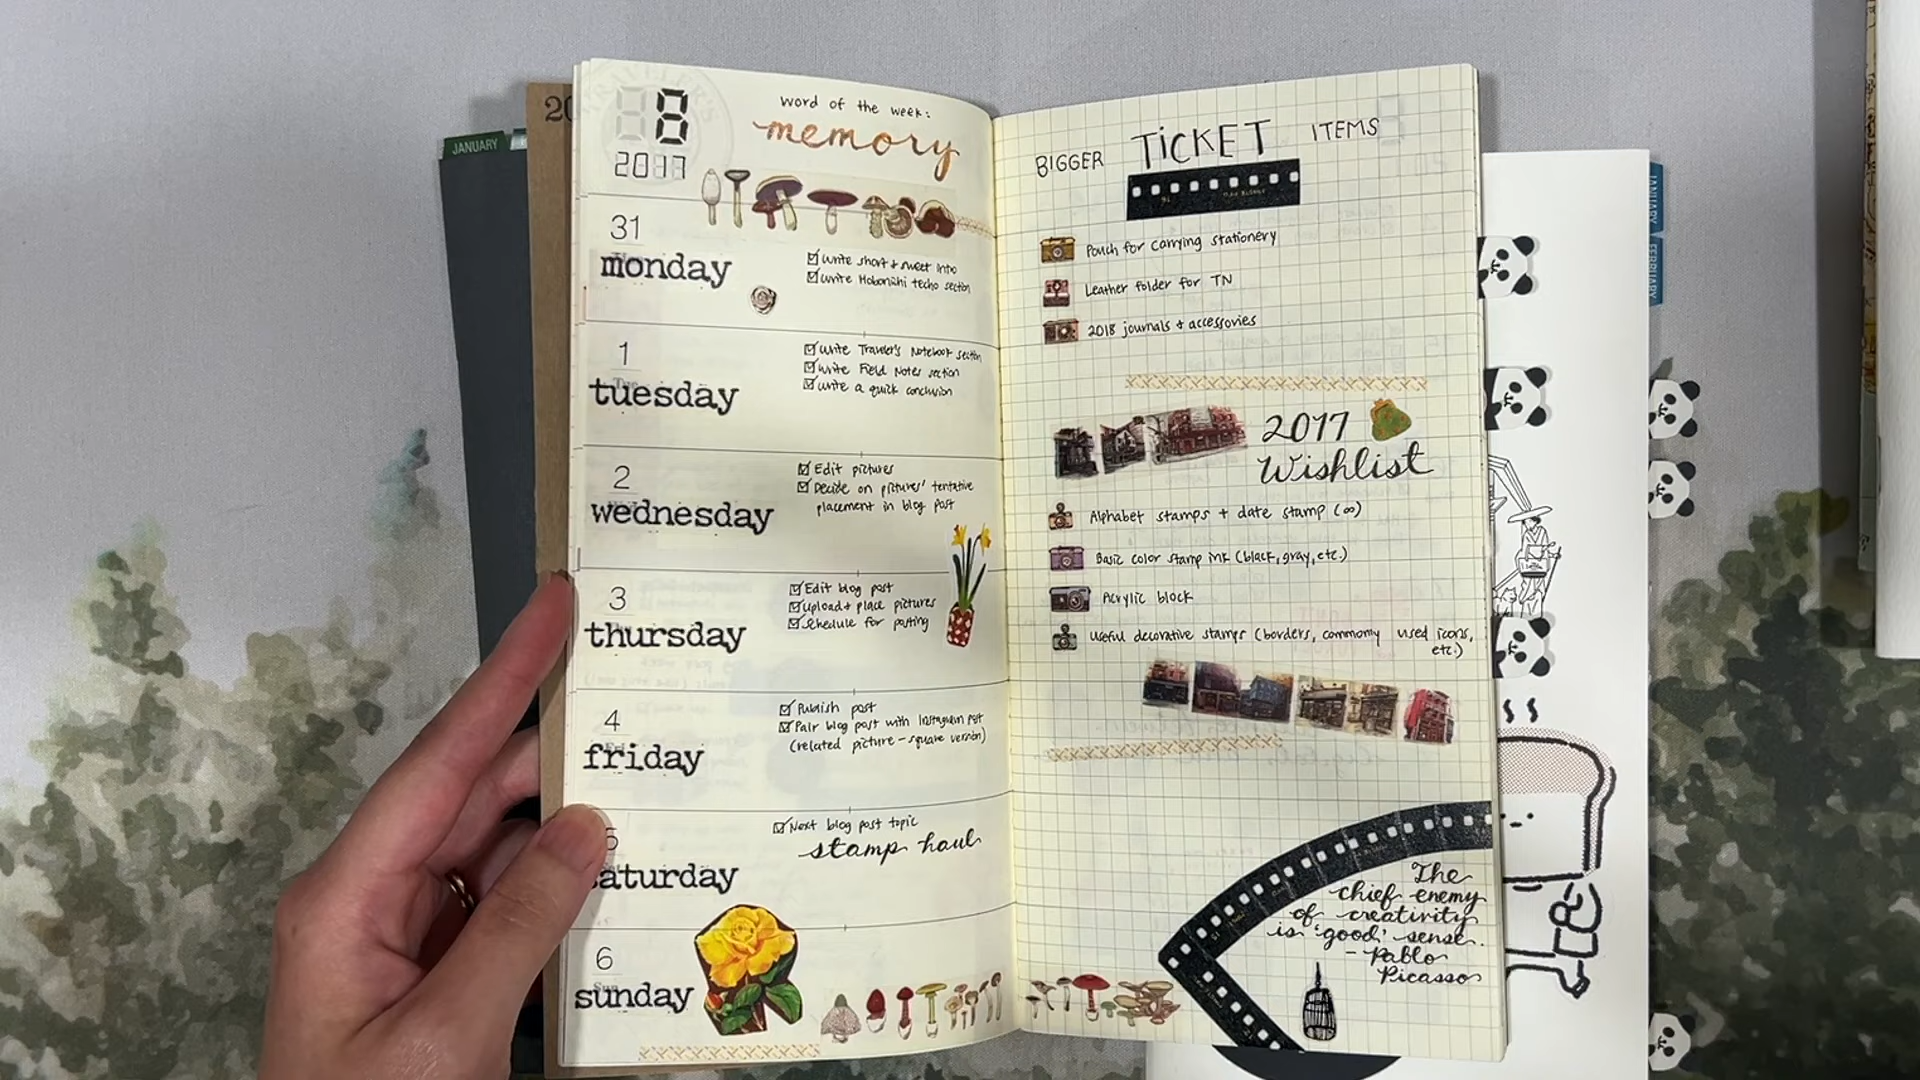 JANUARY
20
8
2017
word of the week:
memory
31
monday
write short + sweet intro
write Hobonichi techo section
1
tuesday
write Traveler's Notebook section
write Field Notes section
write a quick conclusion
2
wednesday
Edit pictures
Decide on pictures' tentative
placement in blog post
3
thursday
Edit blog post
upload + place pictures
schedule for posting
4
friday
Publish post
Pair blog post with Instagram post
(related picture - square version)
5
saturday
Next blog post topic
stamp haul
6
sunday
BIGGER TiCKET ITEMS
Pouch for carrying stationery
Leather folder for TN
2018 journals + accessories
2017
Wishlist
Alphabet stamps + date stamp (∞)
Basic color stamp ink (black, gray, etc.)
Acrylic block
Useful decorative stamps (borders, commonly used icons,
etc.)
The
chief enemy
of creativity
is 'good' sense.
- Pablo
Picasso
JANUARY
FEBRUARY